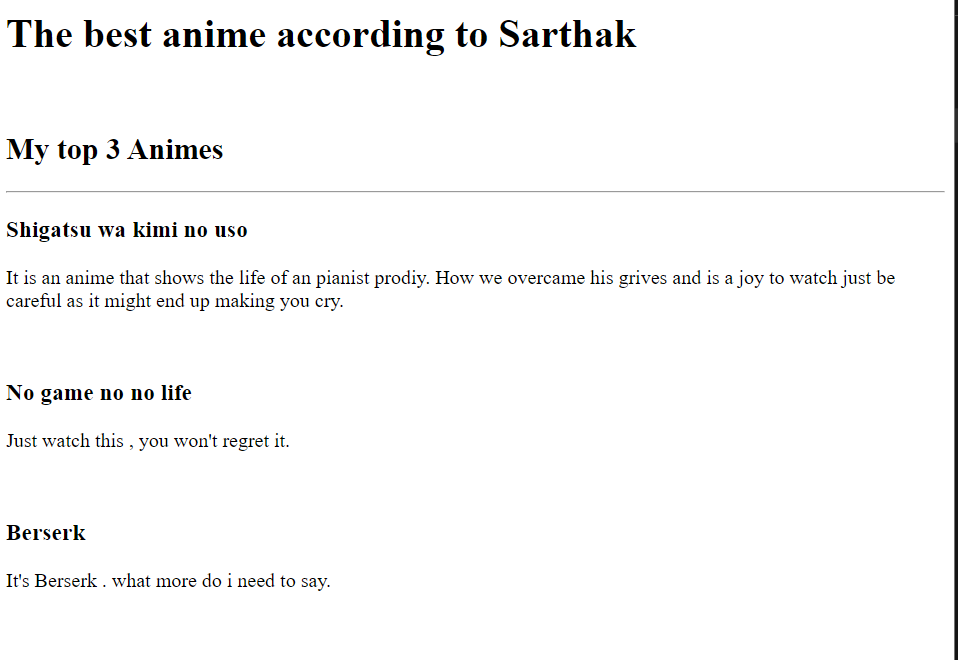 The best anime according to Sarthak
My top 3 Animes
Shigatsu wa kimi no uso
It is an anime that shows the life of an pianist prodiy. How we overcame his grives and is a joy to watch just be
careful as it might end up making you cry.
No game no no life
Just watch this , you won't regret it.
Berserk
It's Berserk . what more do i need to say.